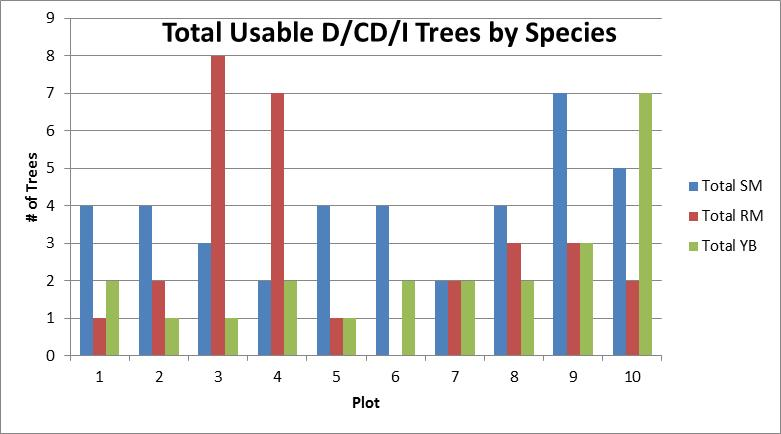 Total Usable D/CD/I Trees by Species
9
8
7
6
5
4
3
2
1
0
# of Trees
1 2 3 4 5 6 7 8 9 10
Plot
Total SM
Total RM
Total YB